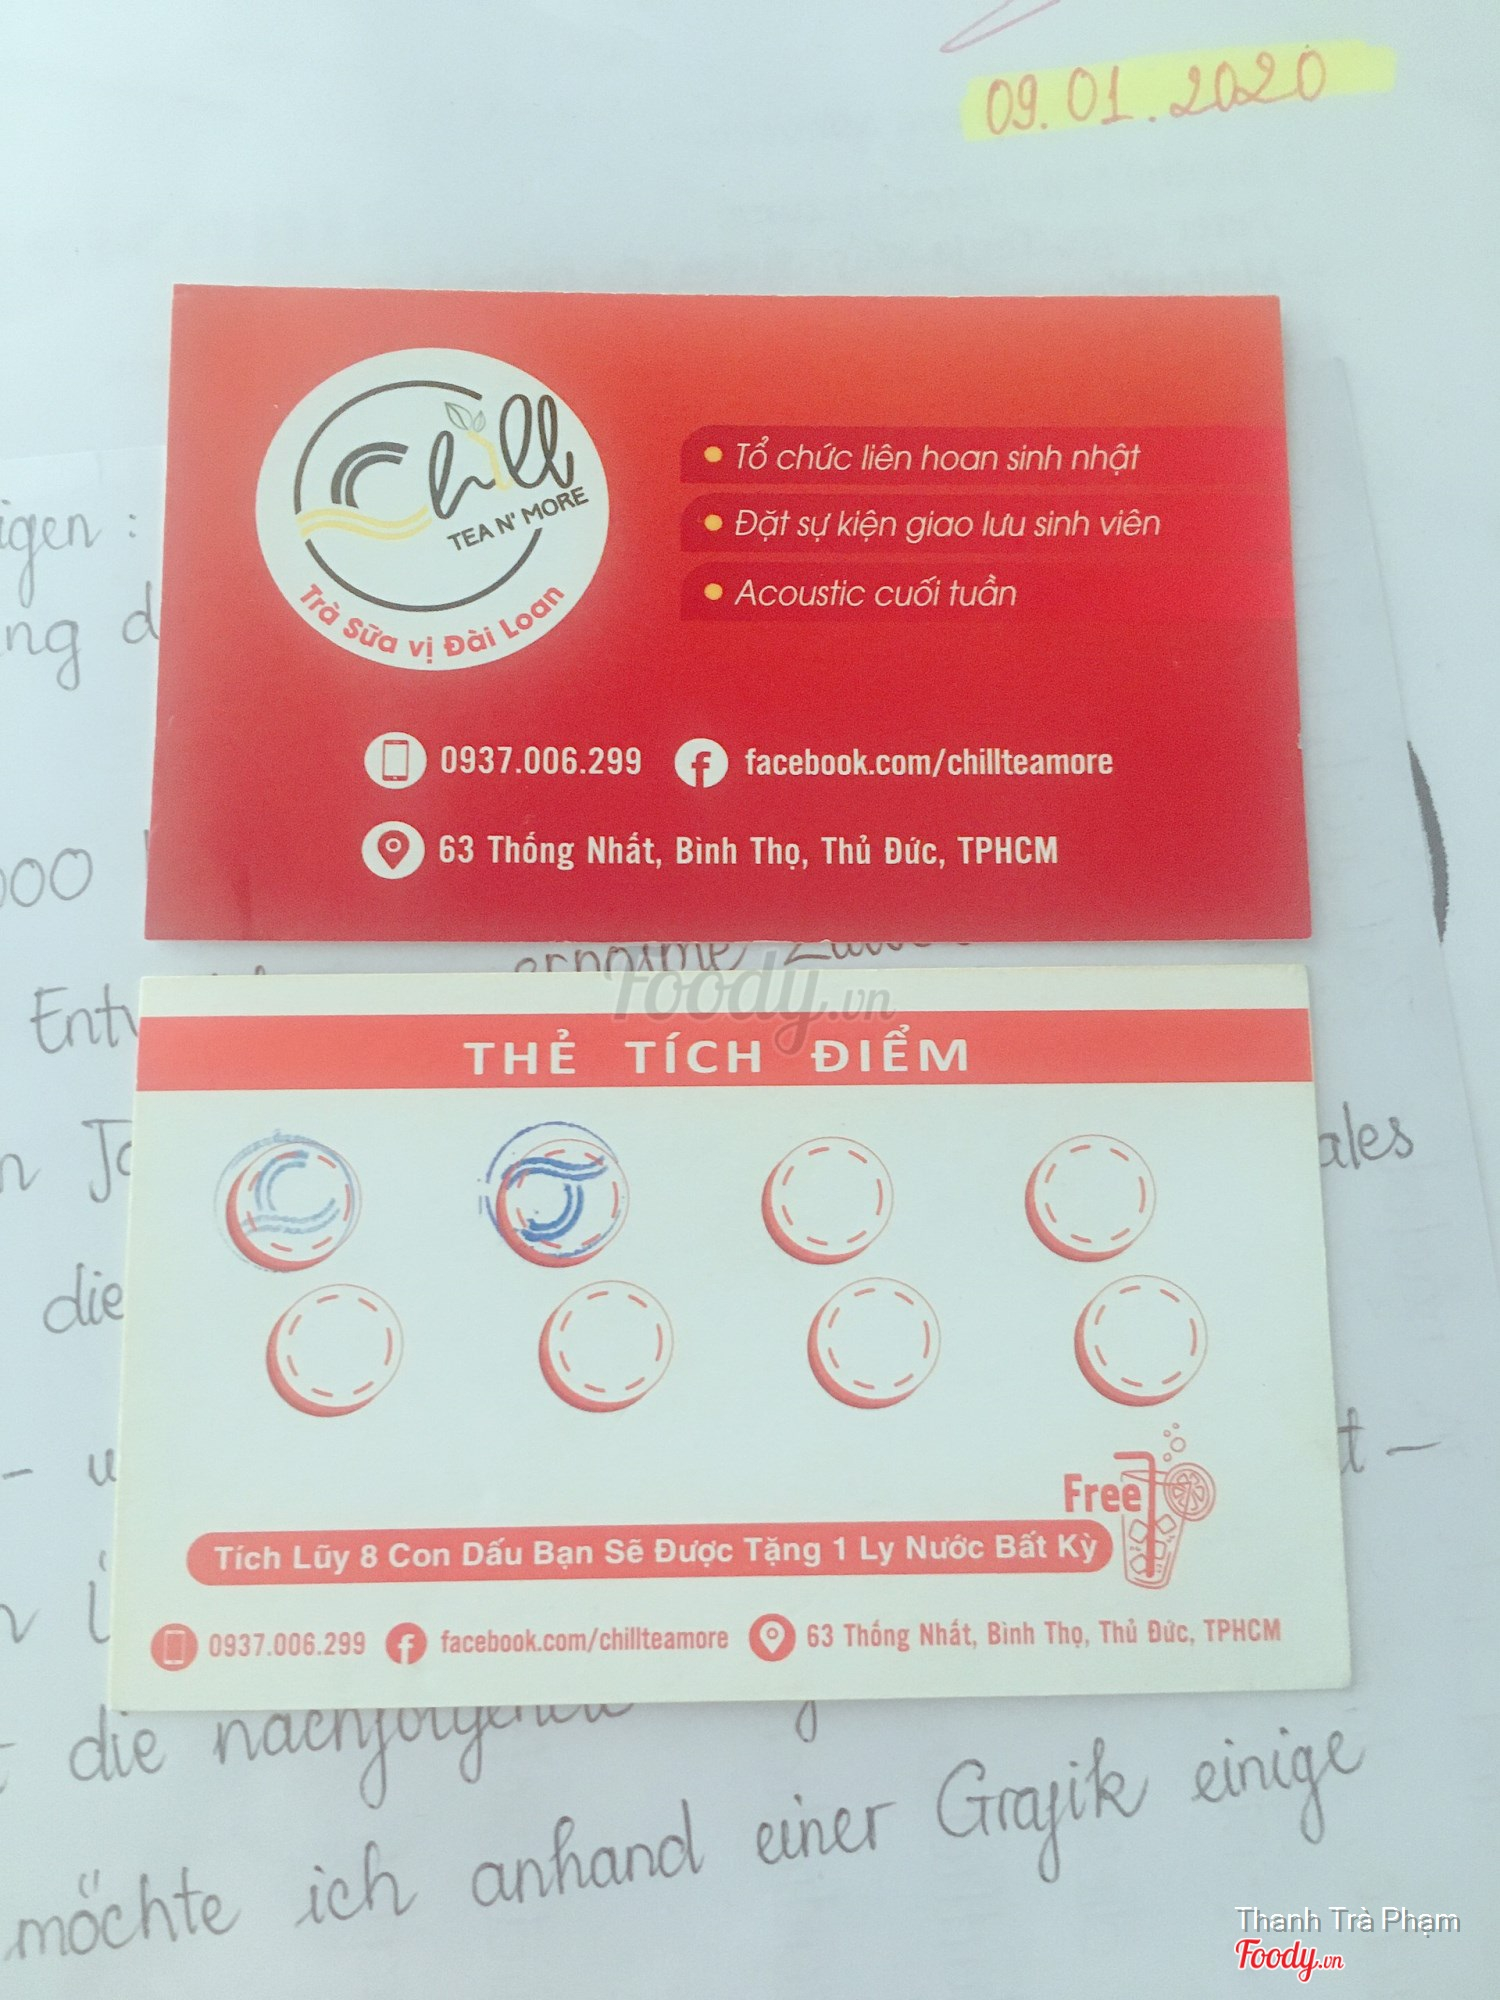 09.01.2020
Chill
TEA N' MORE
Trà Sữa vị Đài Loan
• Tổ chức liên hoan sinh nhật
• Đặt sự kiện giao lưu sinh viên
• Acoustic cuối tuần
0937.006.299 facebook.com/chillteamore
63 Thống Nhất, Bình Thọ, Thủ Đức, TPHCM
Foody.vn
THẺ TÍCH ĐIỂM
Free
Tích Lũy 8 Con Dấu Bạn Sẽ Được Tặng 1 Ly Nước Bất Kỳ
0937.006.299 facebook.com/chillteamore 63 Thống Nhất, Bình Thọ, Thủ Đức, TPHCM
die
die nachfolgenden
möchte ich anhand einer Grafik einige
Thanh Trà Phạm
Foody.vn